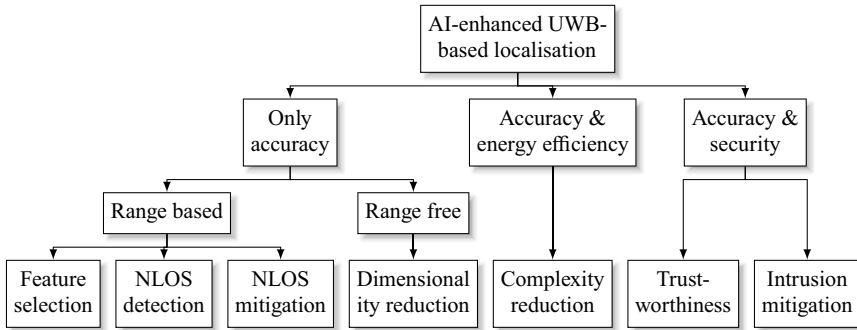 AI-enhanced UWB-
based localisation
Only
accuracy
Accuracy &
energy efficiency
Accuracy &
security
Range based
Range free
Feature
selection
NLOS
detection
NLOS
mitigation
Dimensional
ity reduction
Complexity
reduction
Trust-
worthiness
Intrusion
mitigation